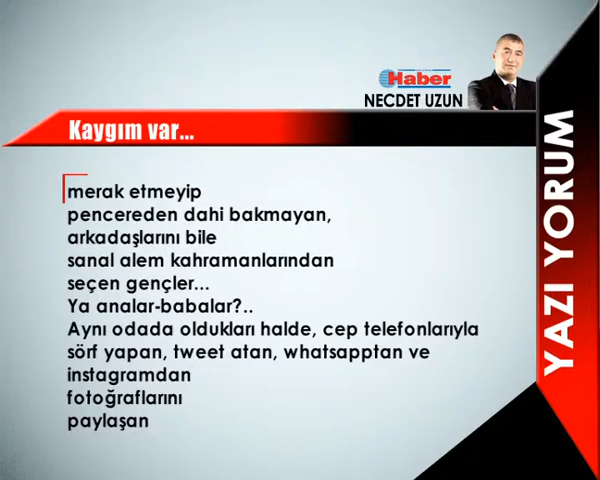 Haber
NECDET UZUN
Kaygım var...
merak etmeyip
pencereden dahi bakmayan,
arkadaşlarını bile
sanal alem kahramanlarından
seçen gençler...
Ya analar-babalar?..
Aynı odada oldukları halde, cep telefonlarıyla
sörf yapan, tweet atan, whatsapptan ve
instagramdan
fotoğraflarını
paylaşan
YAZI YORUM